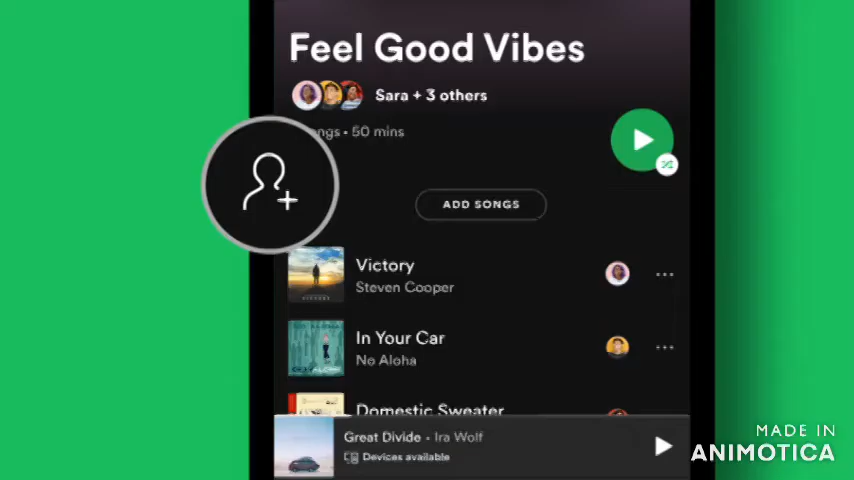 Feel Good Vibes
Sara + 3 others
ngs • 50 mins
ADD SONGS
Victory
Steven Cooper
In Your Car
No Aloha
Domestic Sweater
Great Divide • Ira Wolf
Devices available
MADE IN
ANIMOTICA